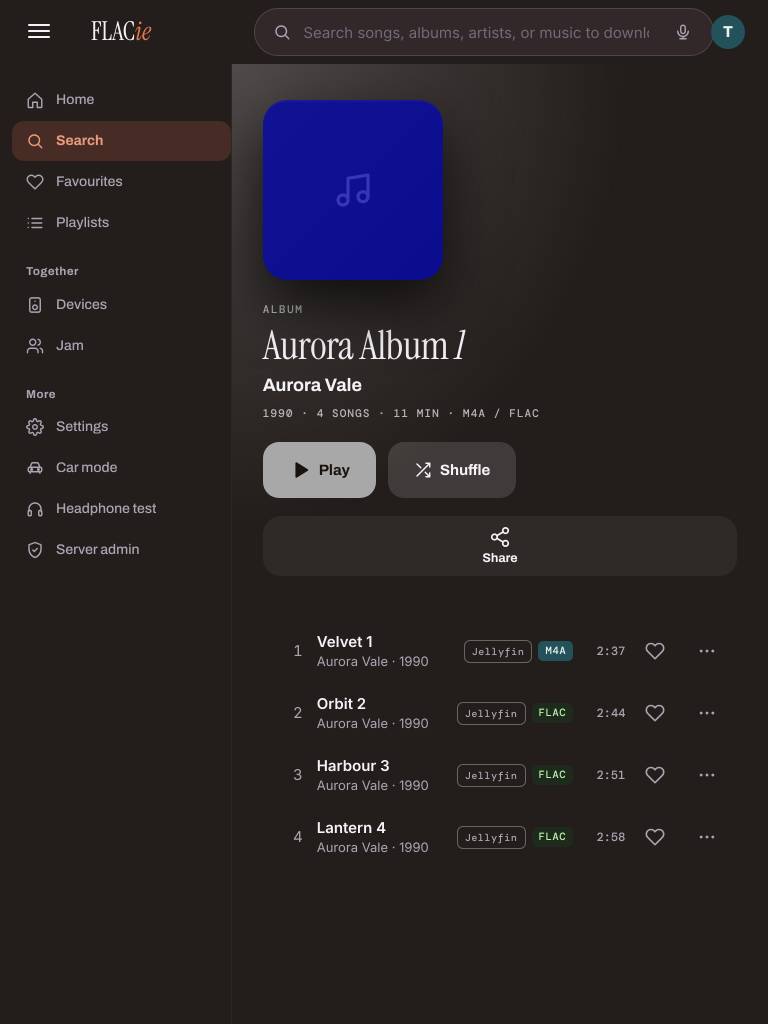 FLACie
Search songs, albums, artists, or music to downl
T
Home
Search
Favourites
Playlists
Together
Devices
Jam
More
Settings
Car mode
Headphone test
Server admin
ALBUM
Aurora Album 1
Aurora Vale
1990 · 4 SONGS · 11 MIN · M4A / FLAC
Play
Shuffle
Share
1 Velvet 1 Jellyfin M4A 2:37
Aurora Vale · 1990
2 Orbit 2 Jellyfin FLAC 2:44
Aurora Vale · 1990
3 Harbour 3 Jellyfin FLAC 2:51
Aurora Vale · 1990
4 Lantern 4 Jellyfin FLAC 2:58
Aurora Vale · 1990